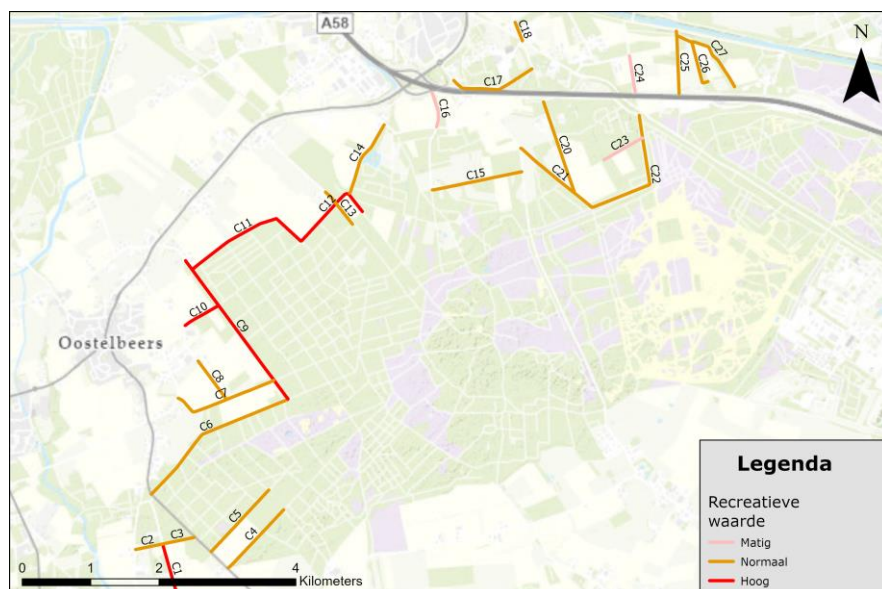 A58
N
C18
C27
C26
C25
C24
C17
C16
C23
C20
C14
C21
C22
C15
C12
C13
C11
C10
C9
Oostelbeers
C8
C7
C6
C5
C4
C3
C2
C1
0 1 2 4
Kilometers
Legenda
Recreatieve
waarde
Matig
Normaal
Hoog